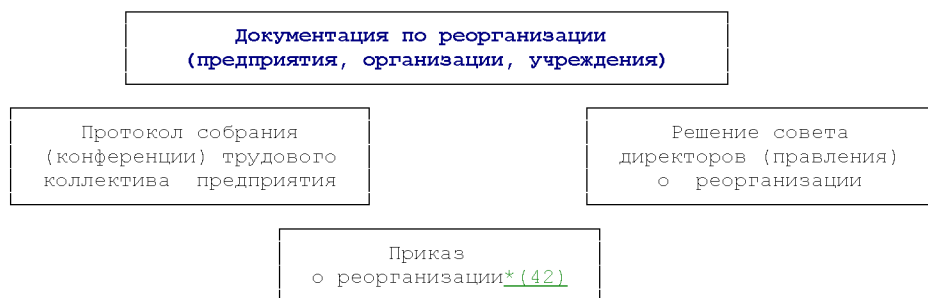 Документация по реорганизации
(предприятия, организации, учреждения)
Протокол собрания
(конференции) трудового
коллектива предприятия
Решение совета
директоров (правления)
о реорганизации
Приказ
о реорганизации*(42)